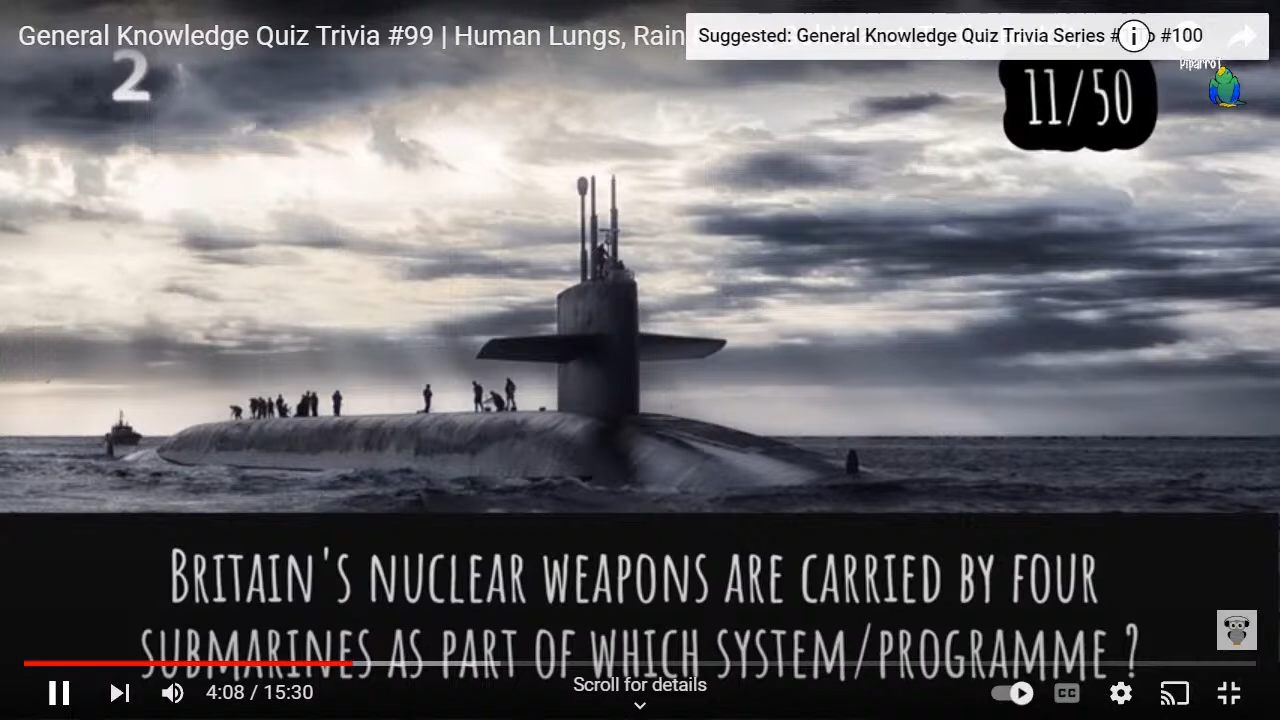 General Knowledge Quiz Trivia #99 | Human Lungs, Rain
Suggested: General Knowledge Quiz Trivia Series #
#100
2
11/50
BRITAIN'S NUCLEAR WEAPONS ARE CARRIED BY FOUR
SUBMARINES AS PART OF WHICH SYSTEM/PROGRAMME ?
4:08 / 15:30
Scroll for details
CC